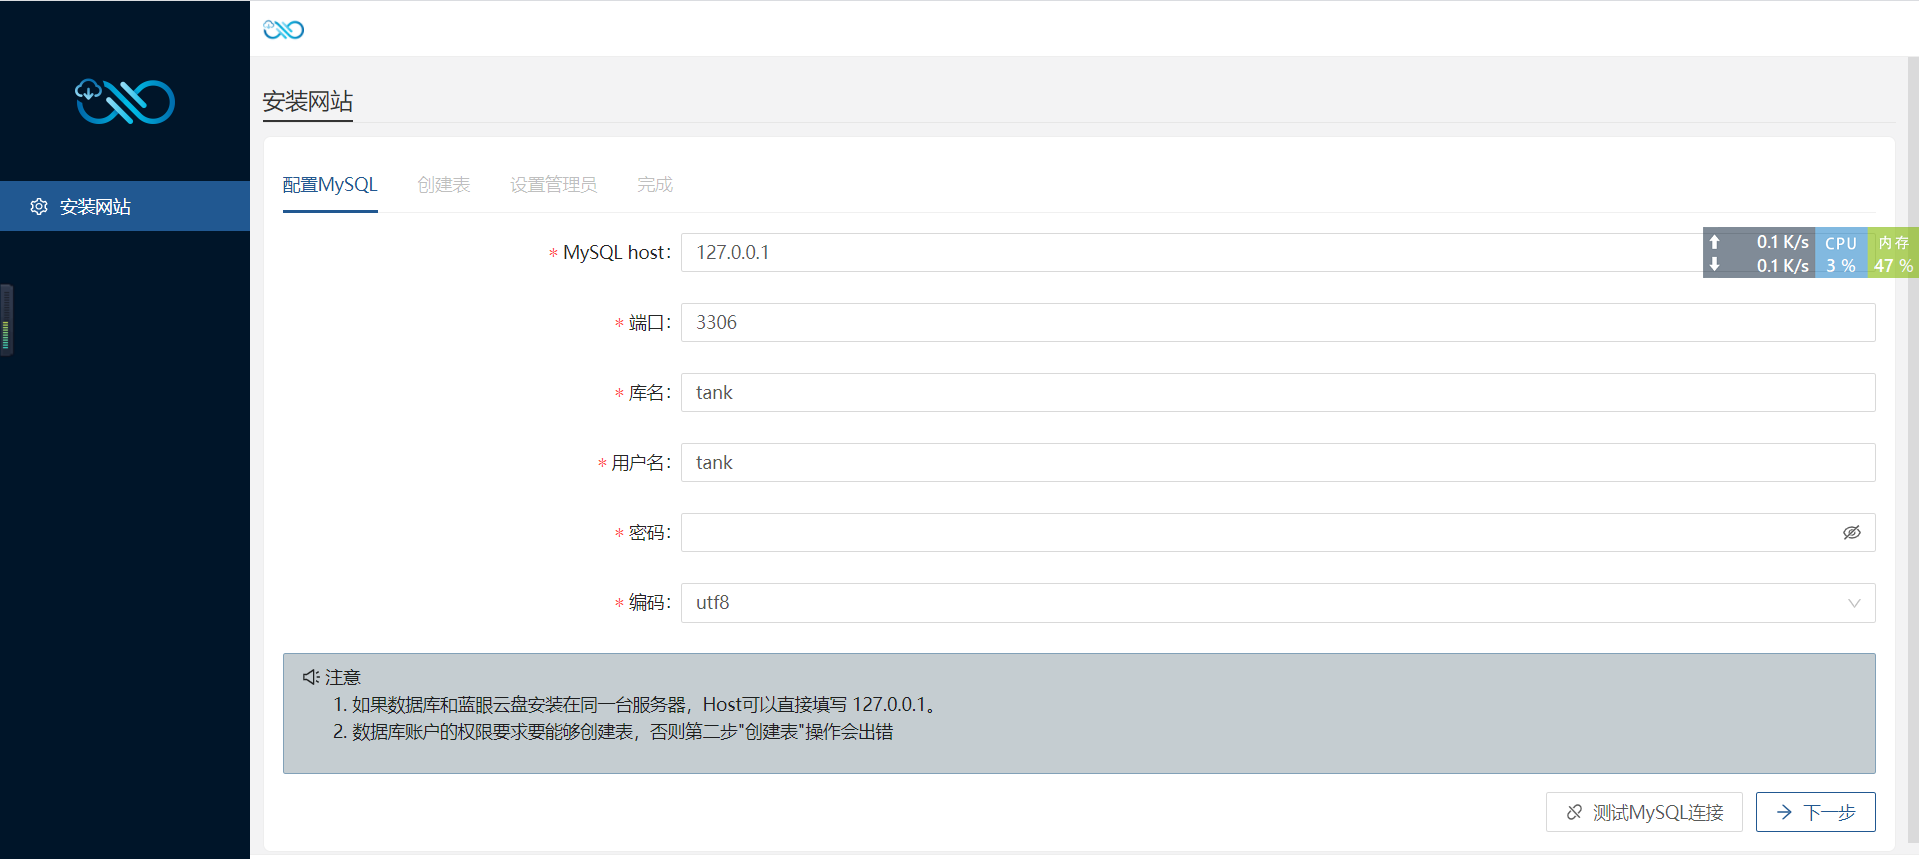 安装网站
安装网站
配置MySQL 创建表 设置管理员 完成
* MySQL host: 127.0.0.1
0.1 K/s CPU 内存
0.1 K/s 3 % 47 %
* 端口: 3306
* 库名: tank
* 用户名: tank
* 密码:
* 编码: utf8
注意
1. 如果数据库和蓝眼云盘安装在同一台服务器，Host可以直接填写 127.0.0.1。
2. 数据库账户的权限要求要能够创建表，否则第二步"创建表"操作会出错
测试MySQL连接 下一步